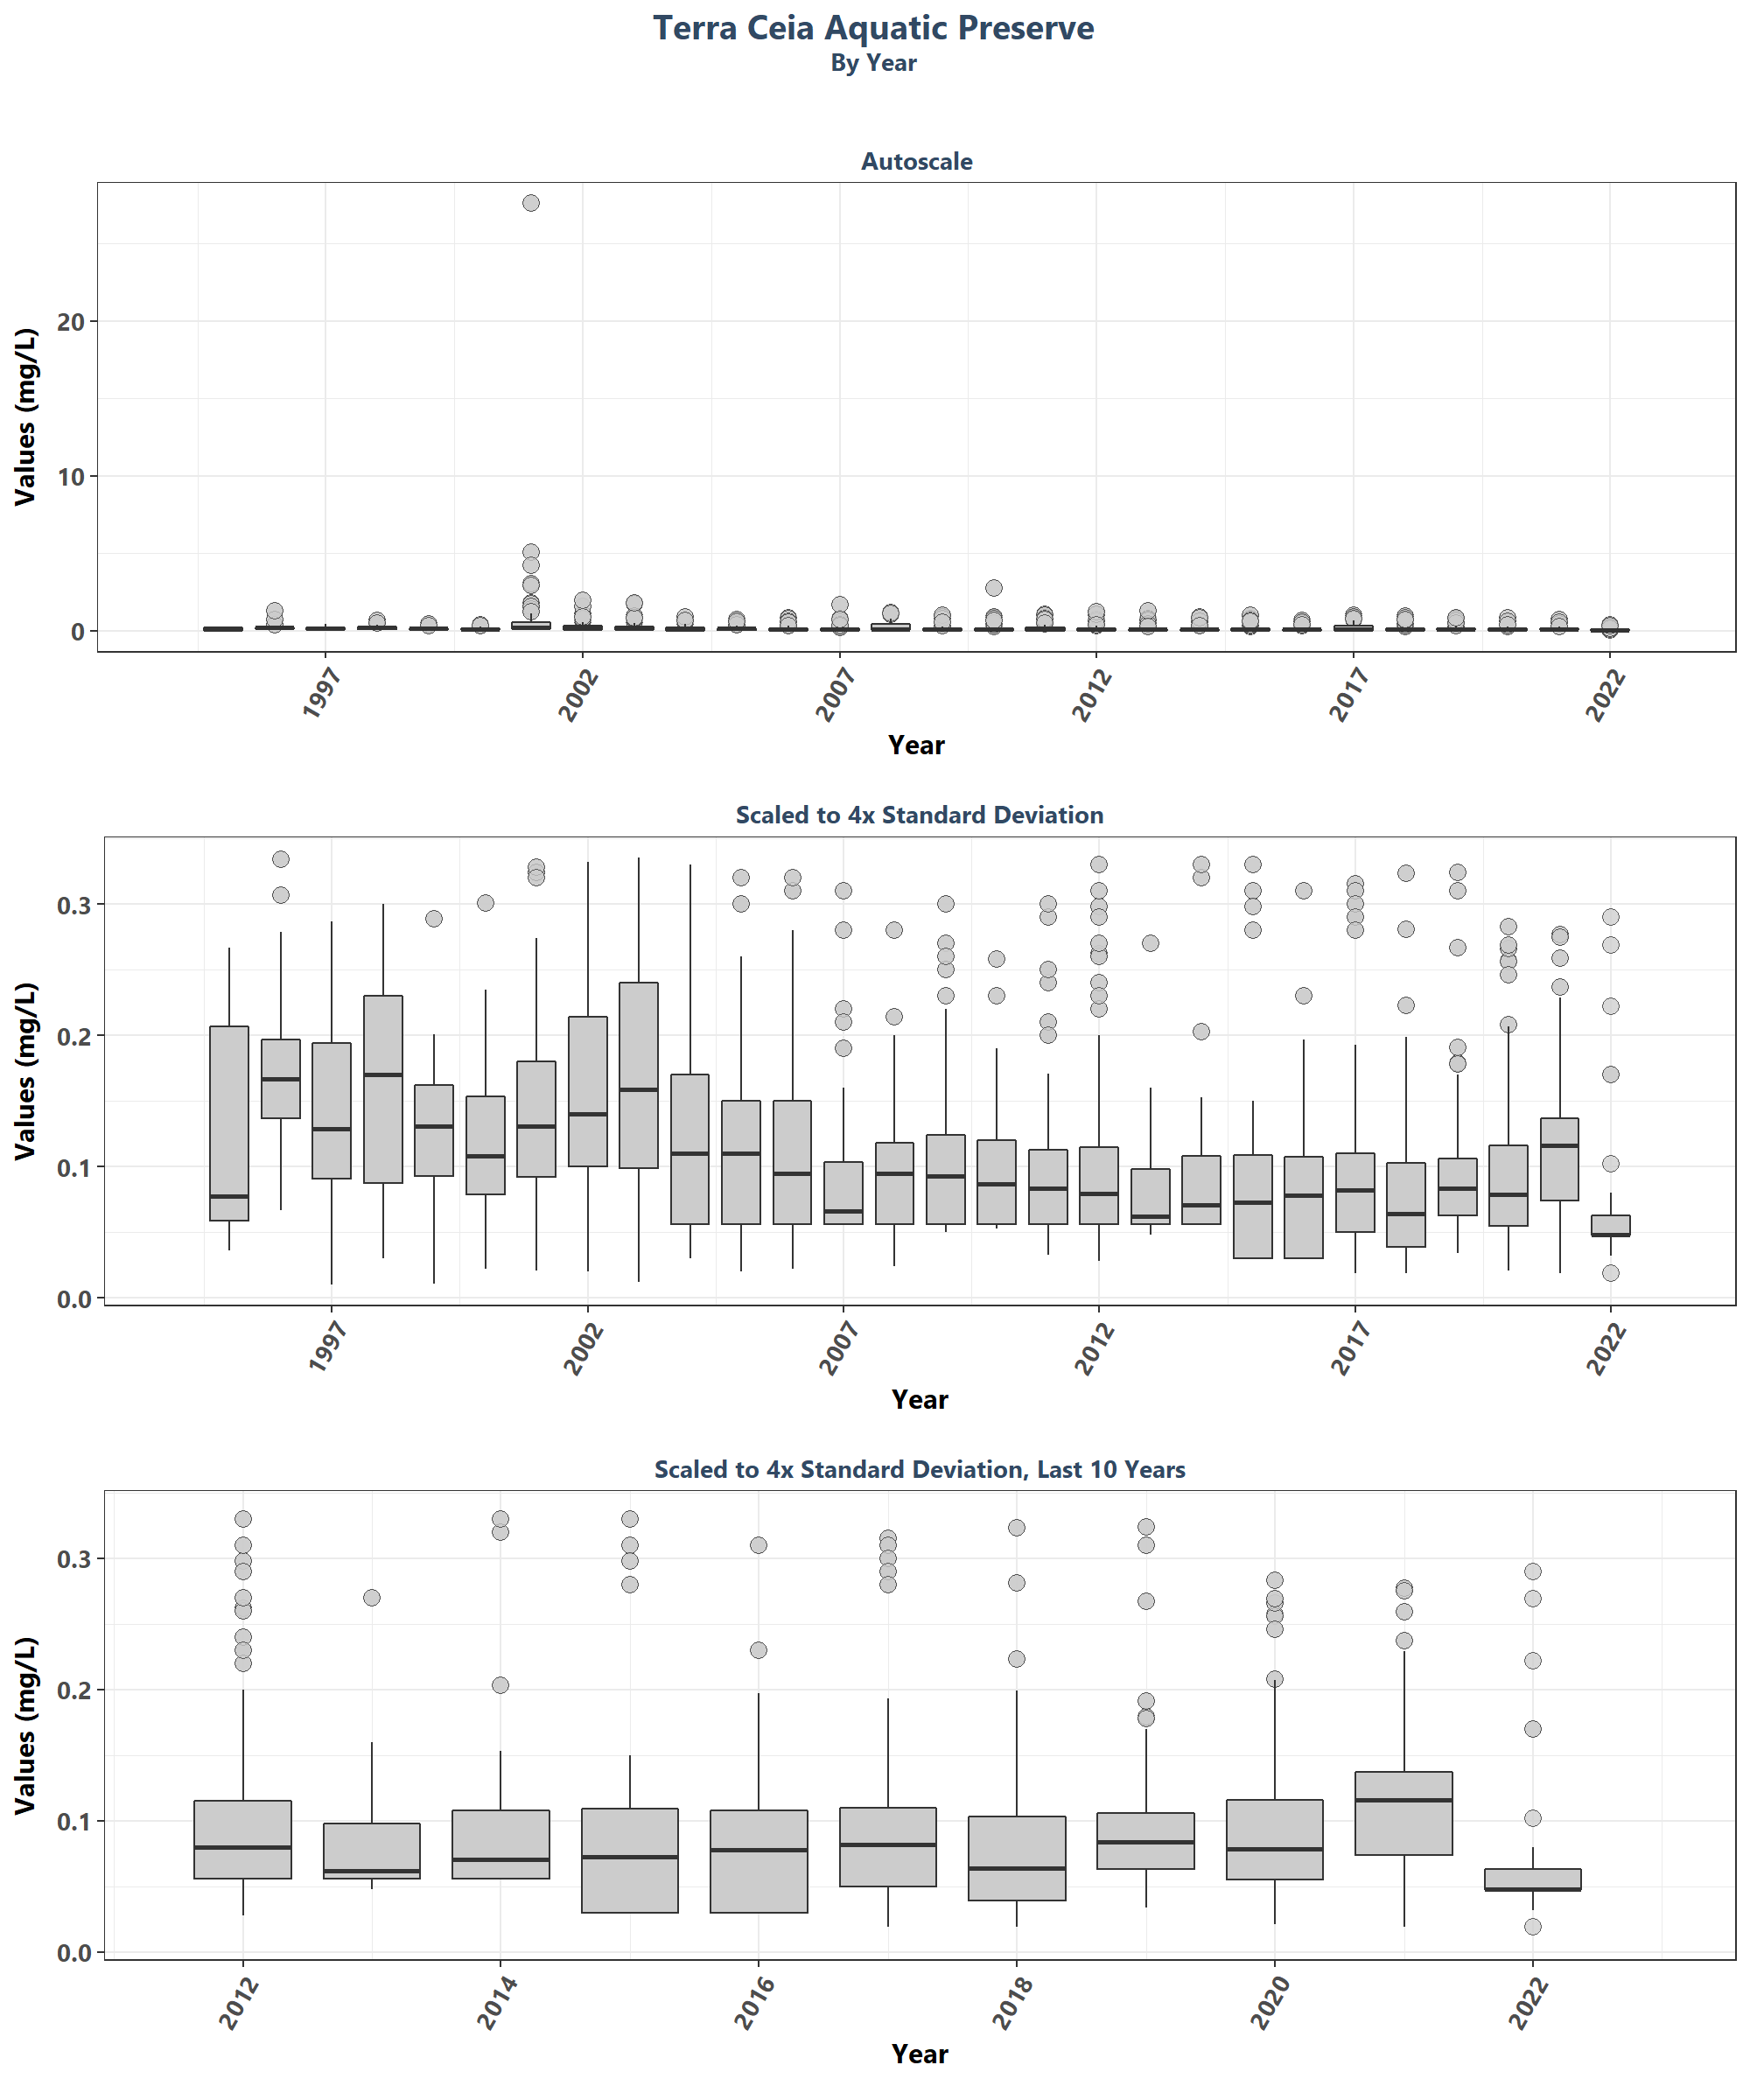 Terra Ceia Aquatic Preserve
By Year
Autoscale
Values (mg/L)
20
10
0
1997 2002 2007 2012 2017 2022
Year
Scaled to 4x Standard Deviation
Values (mg/L)
0.3
0.2
0.1
0.0
1997 2002 2007 2012 2017 2022
Year
Scaled to 4x Standard Deviation, Last 10 Years
Values (mg/L)
0.3
0.2
0.1
0.0
2012 2014 2016 2018 2020 2022
Year